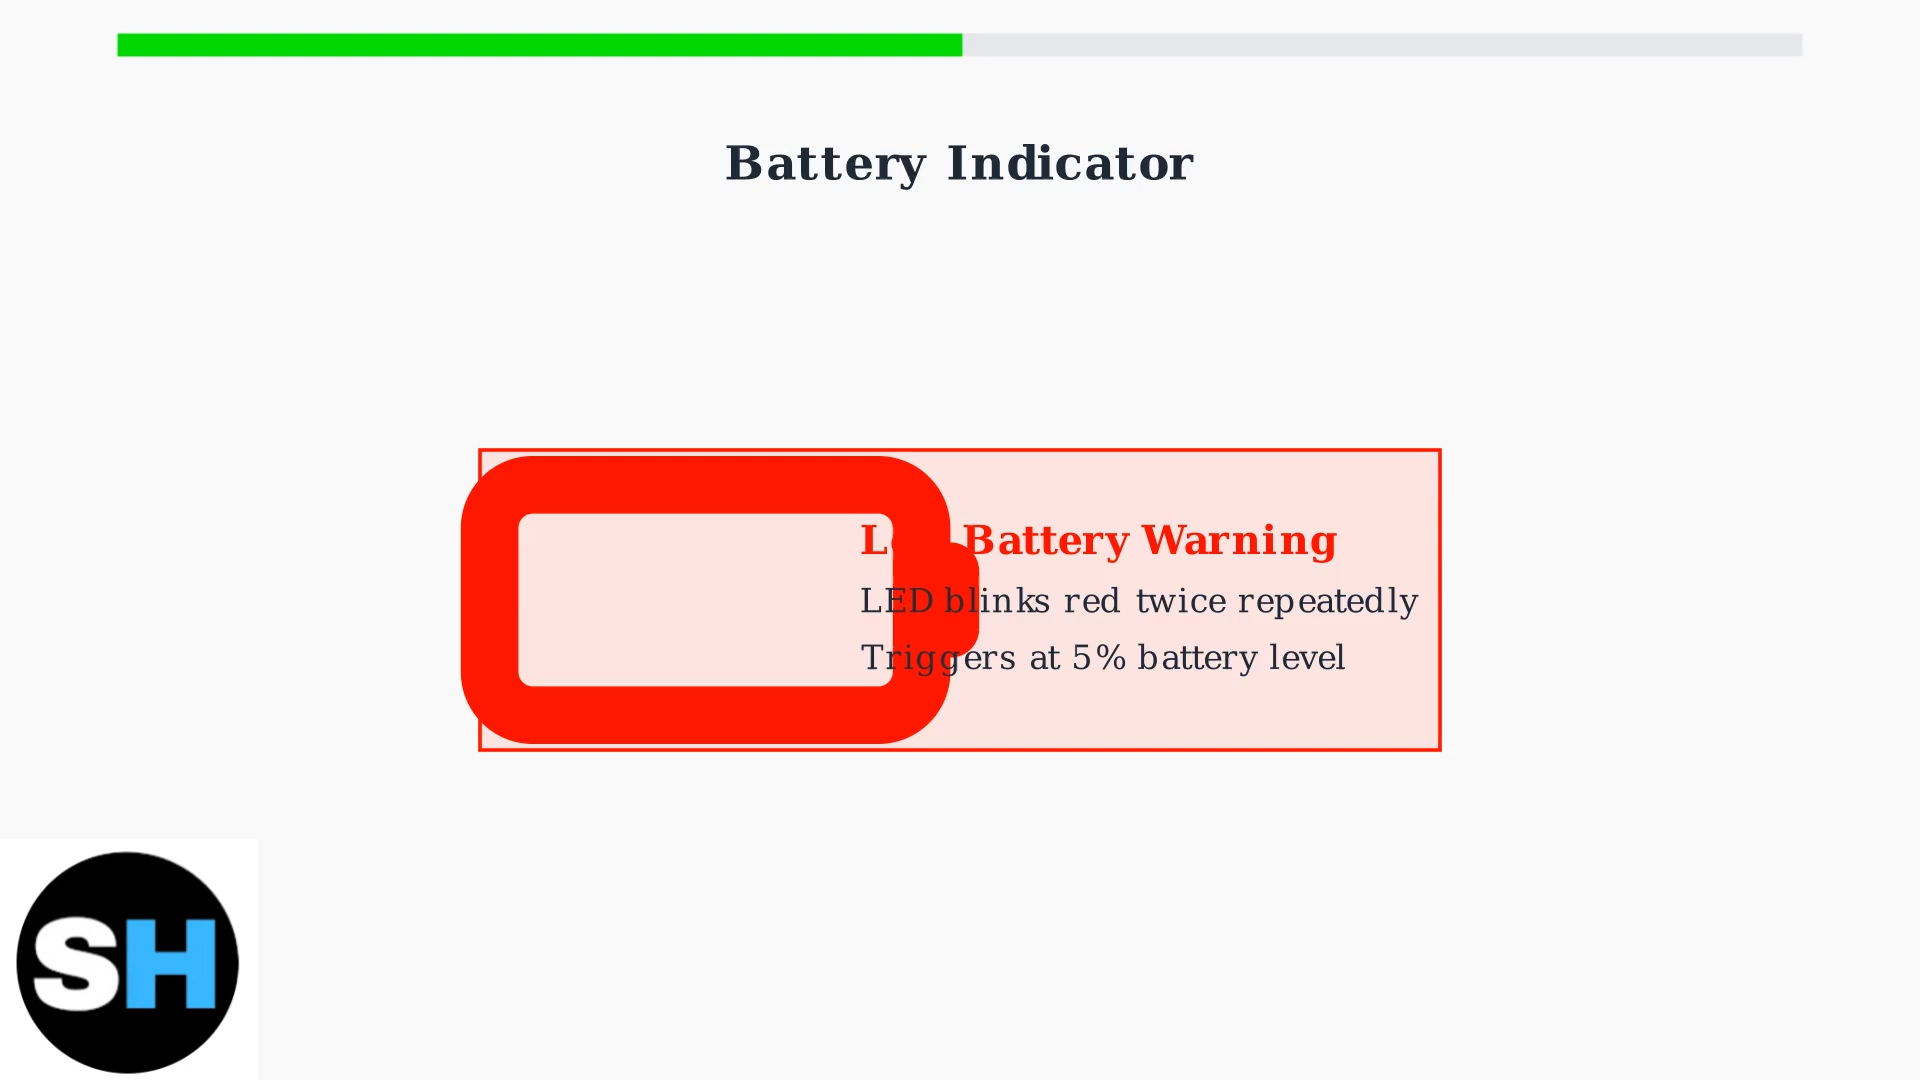 Battery Indicator
Battery Warning
LED blinks red twice repeatedly
Triggers at 5% battery level
SH